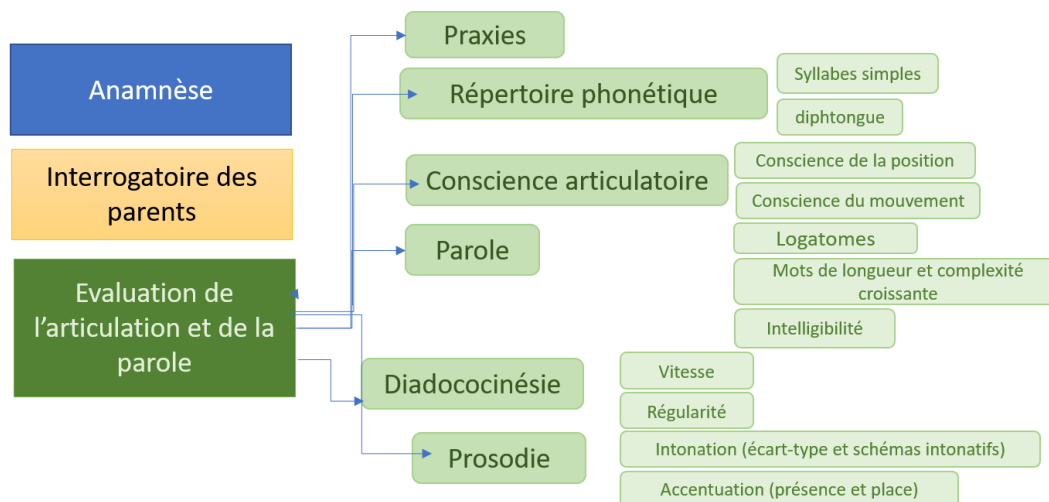 Anamnèse
Interrogatoire des
parents
Evaluation de
l'articulation et de la
parole
Praxies
Répertoire phonétique
Syllabes simples
diphtongue
Conscience articulatoire
Conscience de la position
Conscience du mouvement
Parole
Logatomes
Mots de longueur et complexité
croissante
Intelligibilité
Diadococinésie
Vitesse
Régularité
Prosodie
Intonation (écart-type et schémas intonatifs)
Accentuation (présence et place)